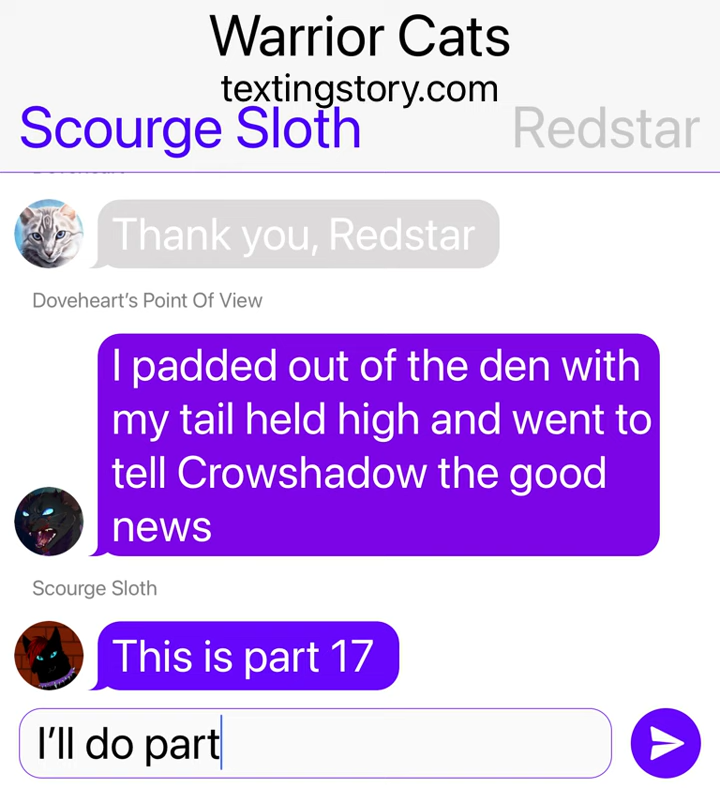 Warrior Cats
textingstory.com
Scourge Sloth
Redstar
Thank you, Redstar
Doveheart's Point Of View
I padded out of the den with
my tail held high and went to
tell Crowshadow the good
news
Scourge Sloth
This is part 17
I'll do part